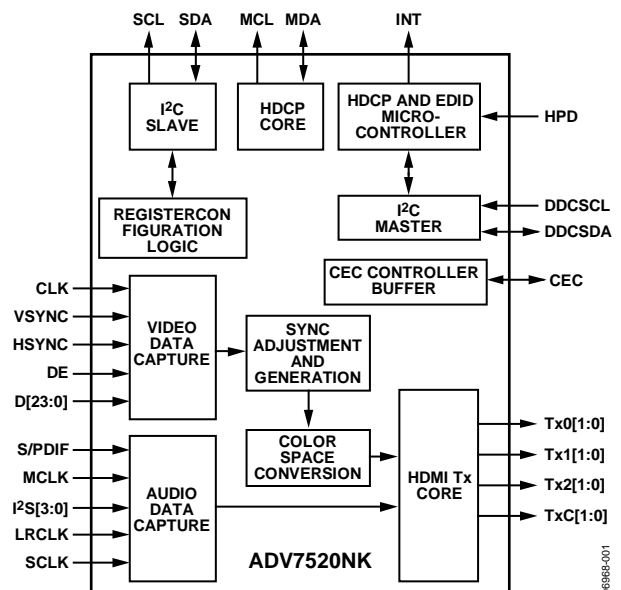 SCL SDA MCL MDA INT
I2C
SLAVE
HDCP
CORE
HDCP AND EDID
MICRO-
CONTROLLER
HPD
REGISTERCON
FIGURATION
LOGIC
I2C
MASTER
DDCSCL
DDCSDA
CEC CONTROLLER
BUFFER
CEC
CLK
VSYNC
HSYNC
DE
D[23:0]
VIDEO
DATA
CAPTURE
SYNC
ADJUSTMENT
AND
GENERATION
COLOR
SPACE
CONVERSION
S/PDIF
MCLK
I2S[3:0]
LRCLK
SCLK
AUDIO
DATA
CAPTURE
HDMI Tx
CORE
Tx0[1:0]
Tx1[1:0]
Tx2[1:0]
TxC[1:0]
ADV7520NK
06968-001